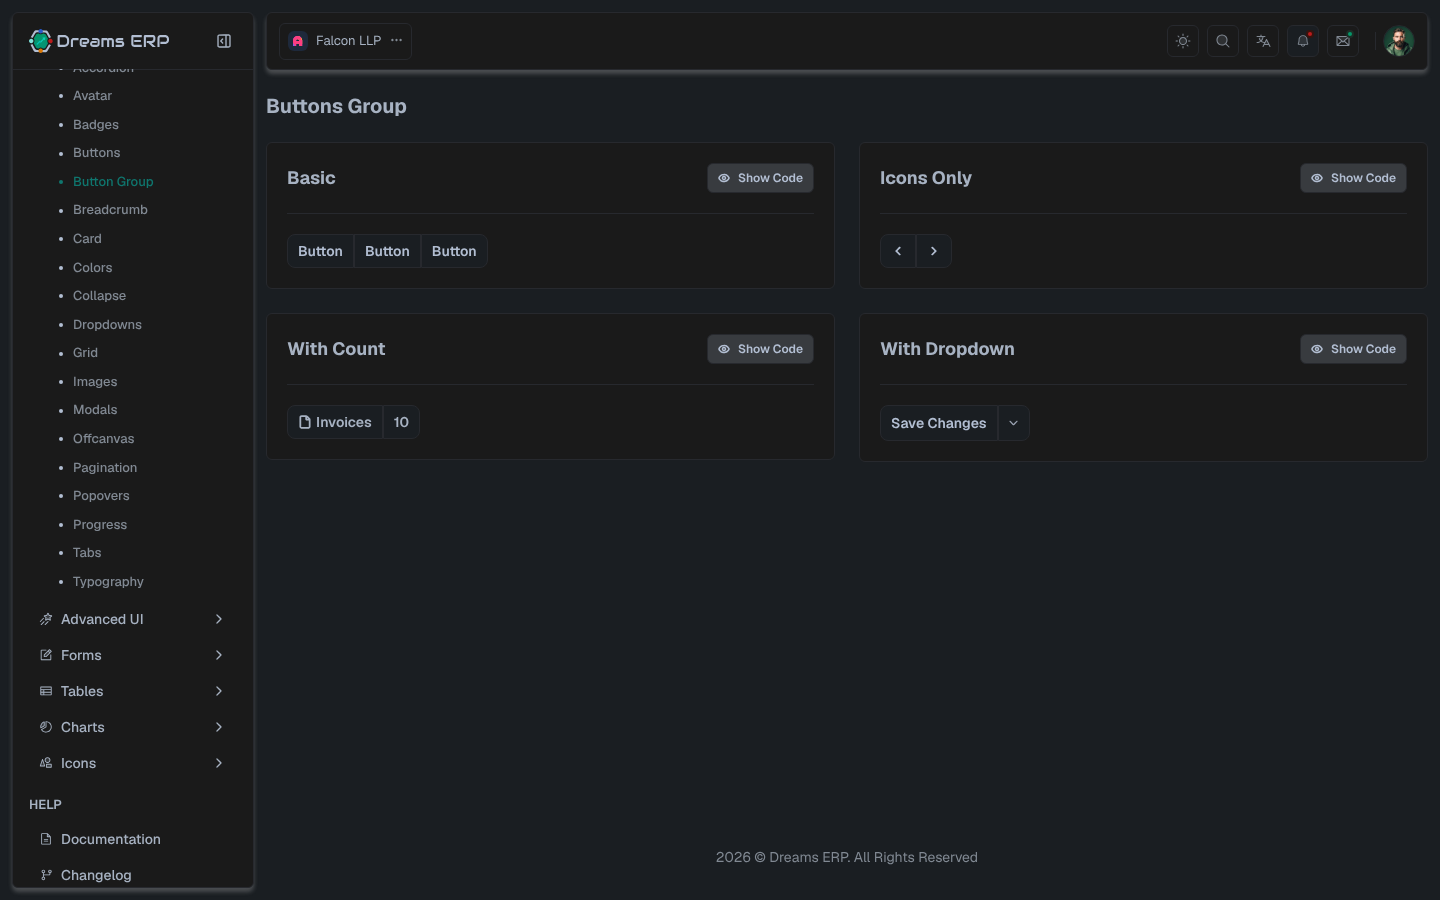 Dreams ERP
Accordion
Avatar
Badges
Buttons
Button Group
Breadcrumb
Card
Colors
Collapse
Dropdowns
Grid
Images
Modals
Offcanvas
Pagination
Popovers
Progress
Tabs
Typography
Advanced UI
Forms
Tables
Charts
Icons
HELP
Documentation
Changelog
Falcon LLP
Buttons Group
Basic
Show Code
Button Button Button
Icons Only
Show Code
With Count
Show Code
Invoices 10
With Dropdown
Show Code
Save Changes
2026 © Dreams ERP. All Rights Reserved